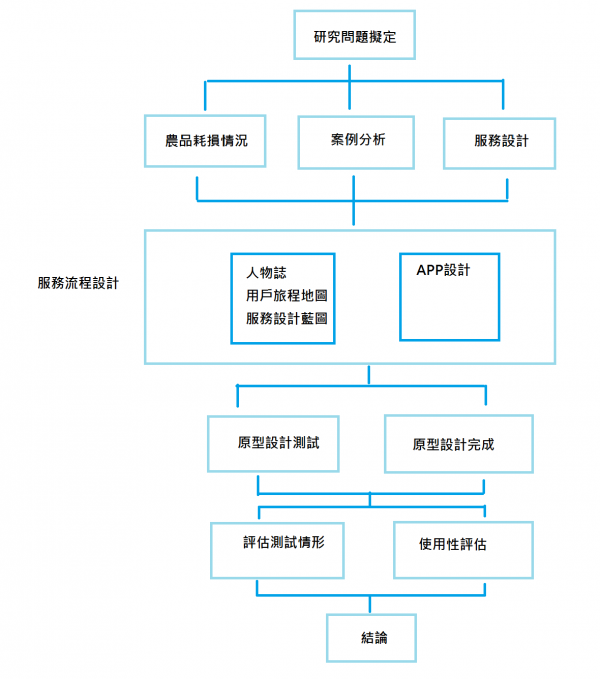 研究問題擬定
農品耗損情況
案例分析
服務設計
服務流程設計
人物誌
用戶旅程地圖
服務設計藍圖
APP設計
原型設計測試
原型設計完成
評估測試情形
使用性評估
結論